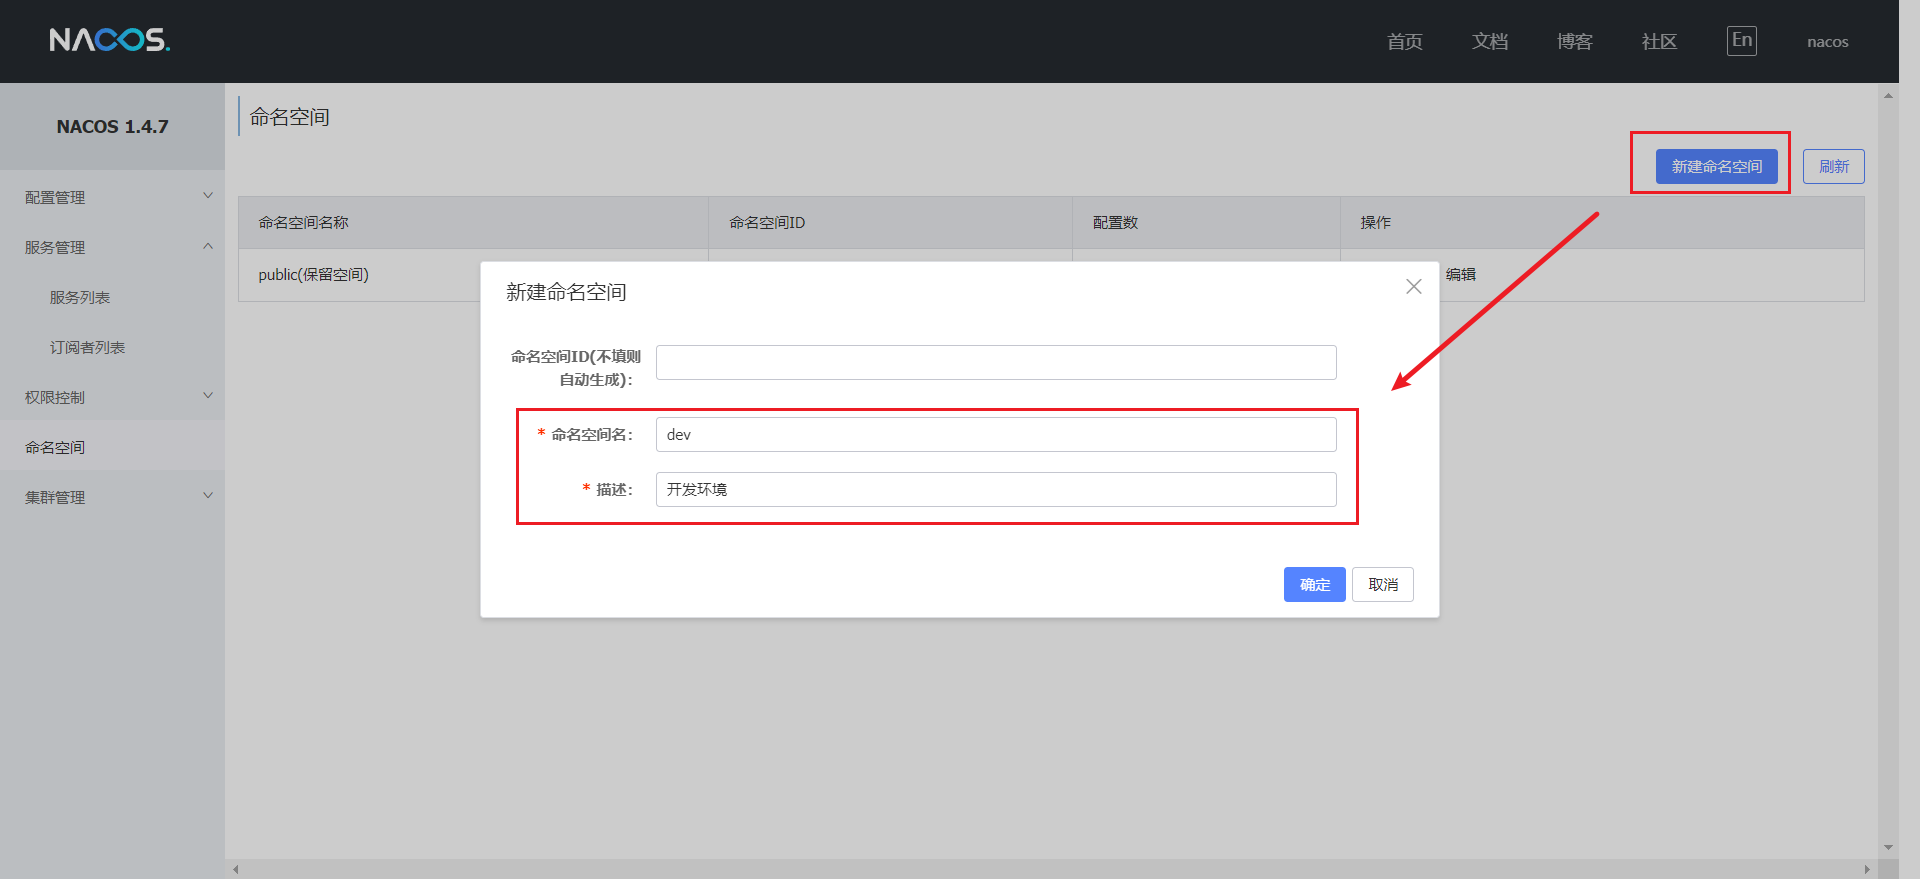 NACOS.
首页
文档
博客
社区
En
nacos
NACOS 1.4.7
配置管理
服务管理
服务列表
订阅者列表
权限控制
命名空间
集群管理
命名空间
新建命名空间
刷新
命名空间名称
命名空间ID
配置数
操作
public(保留空间)
编辑
新建命名空间
命名空间ID(不填则
自动生成)：
* 命名空间名：
dev
* 描述：
开发环境
确定
取消